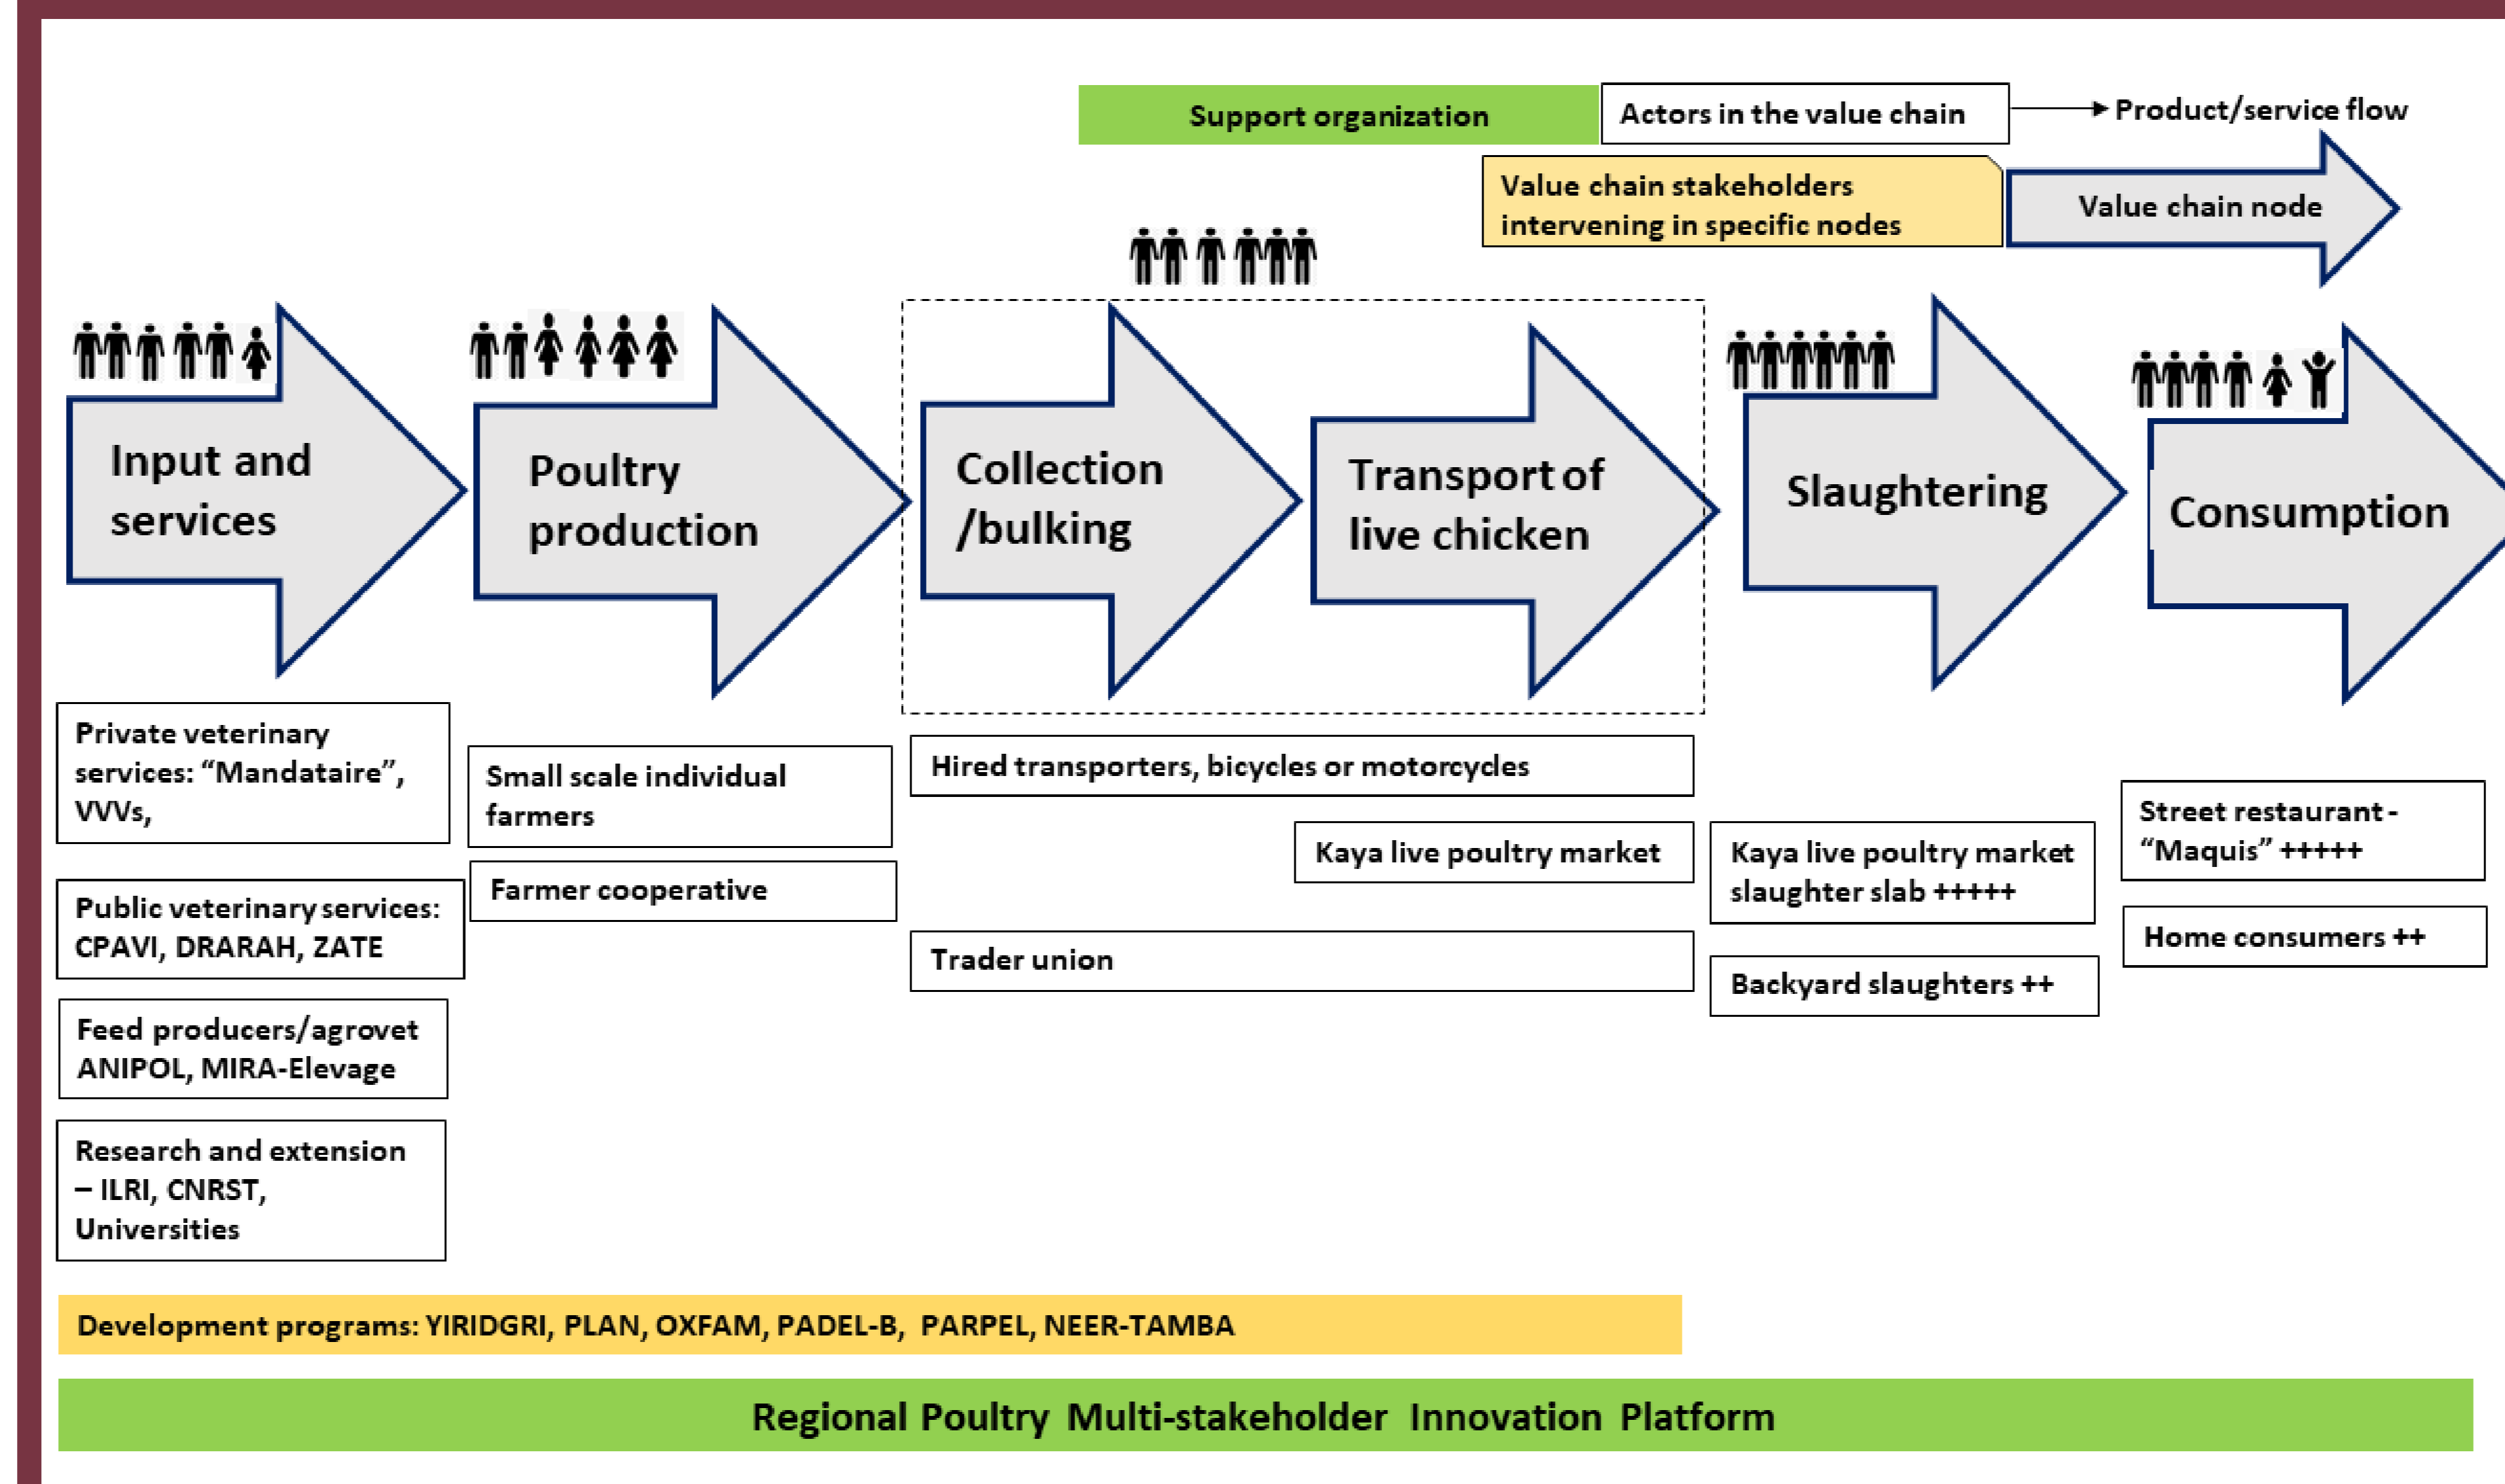 Support organization
Actors in the value chain
Product/service flow
Value chain stakeholders
intervening in specific nodes
Value chain node
Input and
services
Poultry
production
Collection
/bulking
Transport of
live chicken
Slaughtering
Consumption
Private veterinary
services: “Mandataire”,
VVVs,
Public veterinary services:
CPAVI, DRARAH, ZATE
Feed producers/agrovet
ANIPOL, MIRA-Elevage
Research and extension
– ILRI, CNRST,
Universities
Small scale individual
farmers
Farmer cooperative
Hired transporters, bicycles or motorcycles
Kaya live poultry market
Trader union
Kaya live poultry market
slaughter slab +++++
Backyard slaughters ++
Street restaurant -
“Maquis” +++++
Home consumers ++
Development programs: YIRIDGRI, PLAN, OXFAM, PADEL-B, PARPEL, NEER-TAMBA
Regional Poultry Multi-stakeholder Innovation Platform